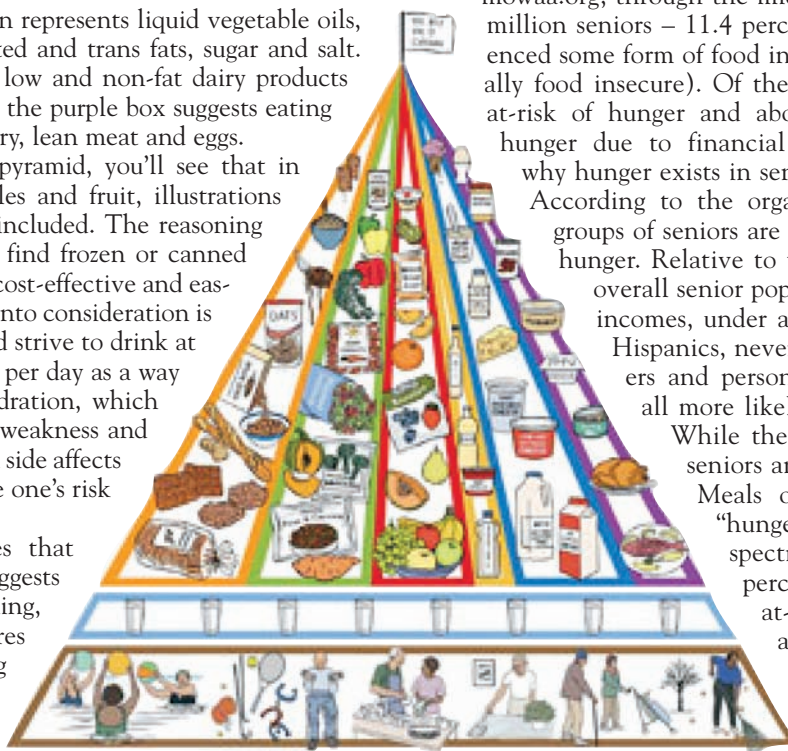 n represents liquid vegetable oils,
ted and trans fats, sugar and salt.
low and non-fat dairy products
the purple box suggests eating
ry, lean meat and eggs.
pyramid, you'll see that in
les and fruit, illustrations
included. The reasoning
find frozen or canned
cost-effective and eas-
nto consideration is
d strive to drink at
per day as a way
dration, which
weakness and
side affects
e one's risk
es that
ggests
ing,
res
g
million seniors – 11.4 perc
enced some form of food in
ally food insecure). Of the
at-risk of hunger and abo
hunger due to financial
why hunger exists in sen
According to the orga
groups of seniors are
hunger. Relative to
overall senior pop
incomes, under a
Hispanics, neve
ers and person
all more likel
While the
seniors an
Meals o
"hunge
spectr
perc
at-
a
OATS